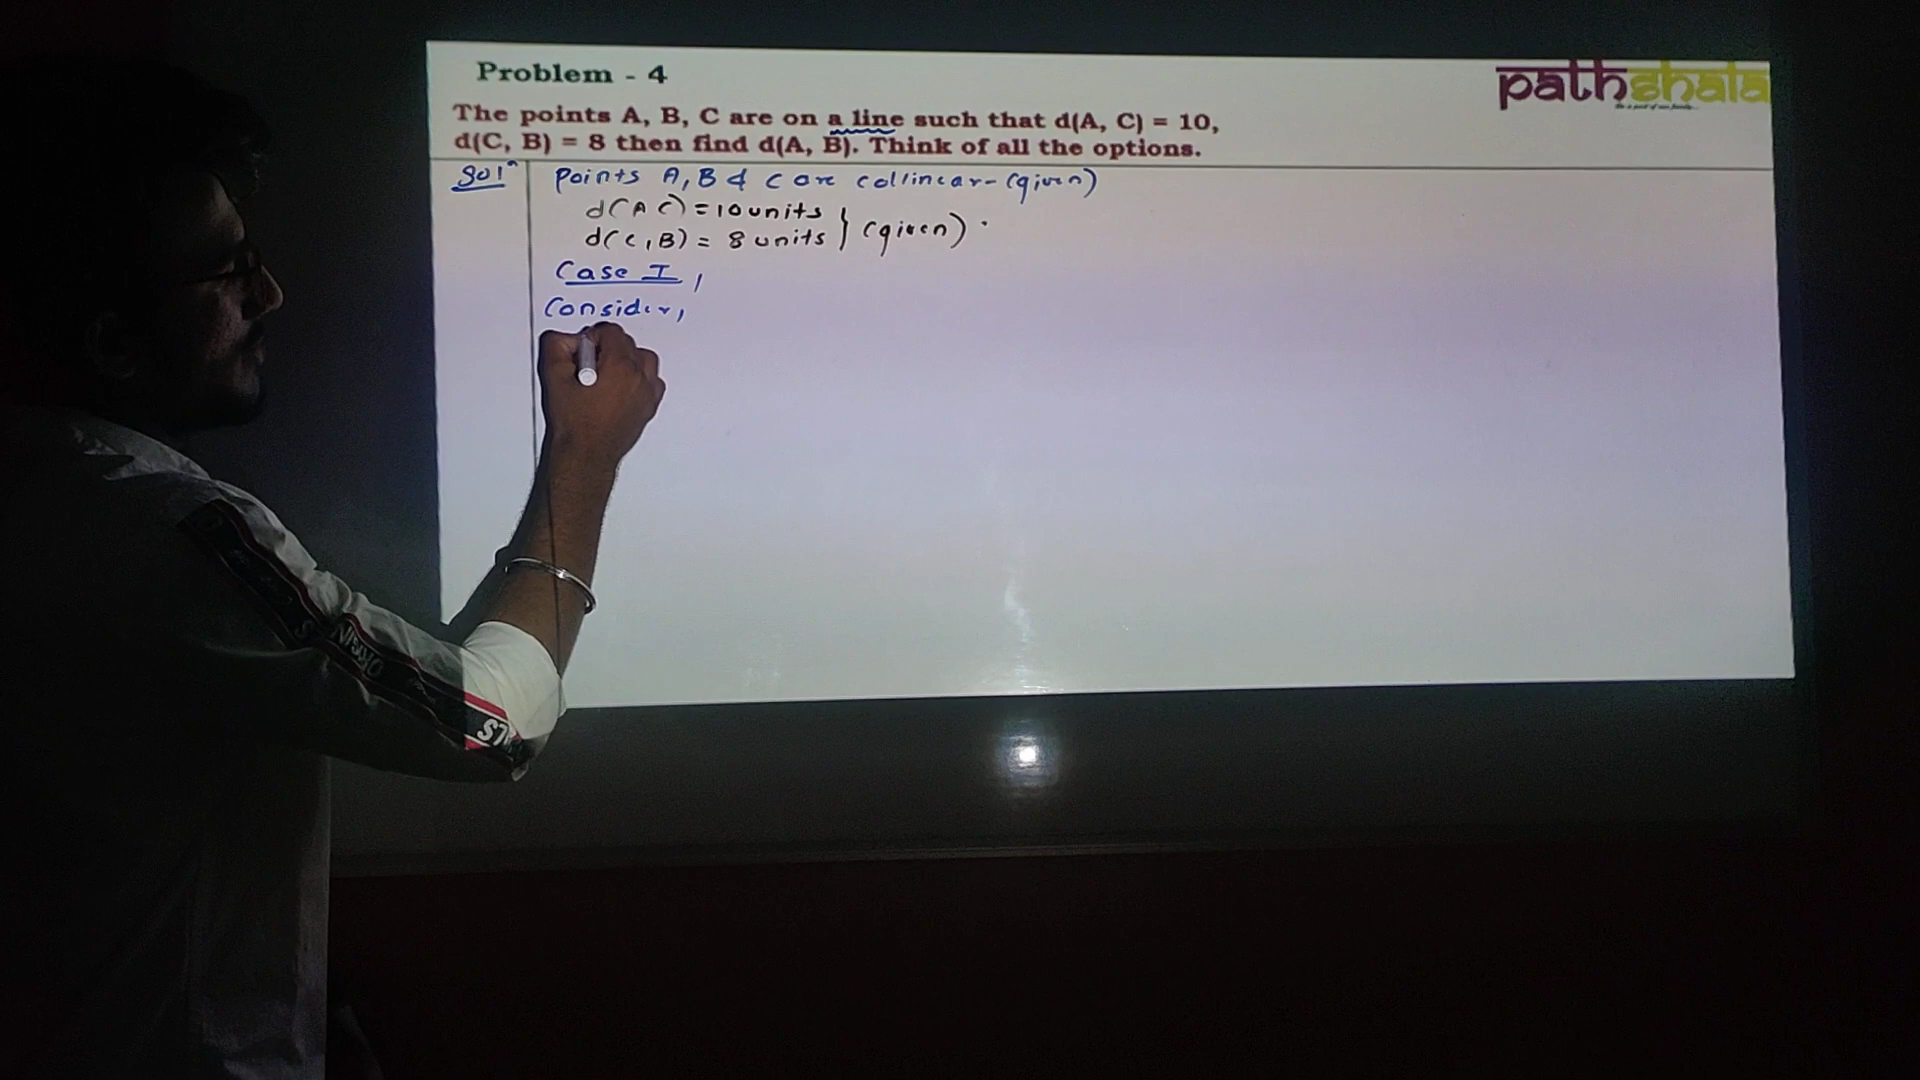 Problem - 4
pathshala
The points A, B, C are on a line such that d(A, C) = 10,
d(C, B) = 8 then find d(A, B). Think of all the options.
Solⁿ
Points A, B & C are collinear - (given)
d(A C) = 10 units
d(C, B) = 8 units } (given)
Case I,
Consider,